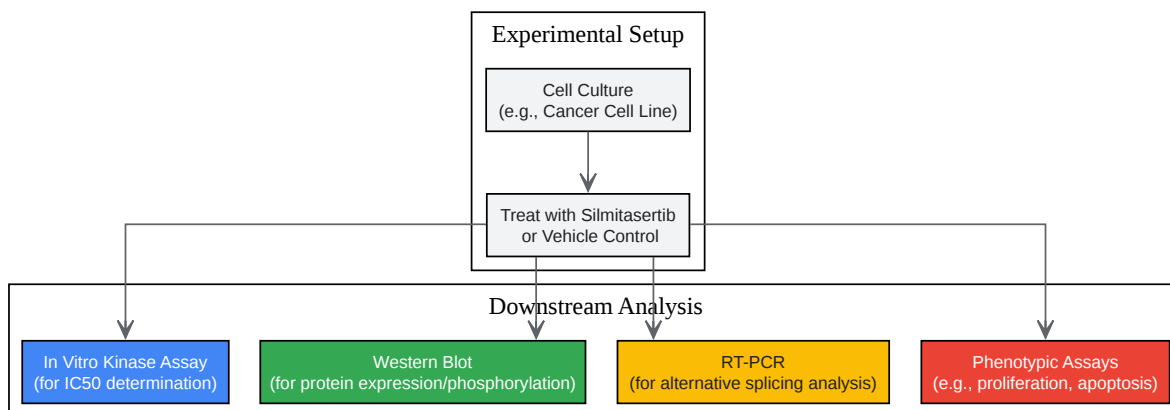 Experimental Setup
Cell Culture
(e.g., Cancer Cell Line)
Treat with Silmitasertib
or Vehicle Control
Downstream Analysis
In Vitro Kinase Assay
(for IC50 determination)
Western Blot
(for protein expression/phosphorylation)
RT-PCR
(for alternative splicing analysis)
Phenotypic Assays
(e.g., proliferation, apoptosis)